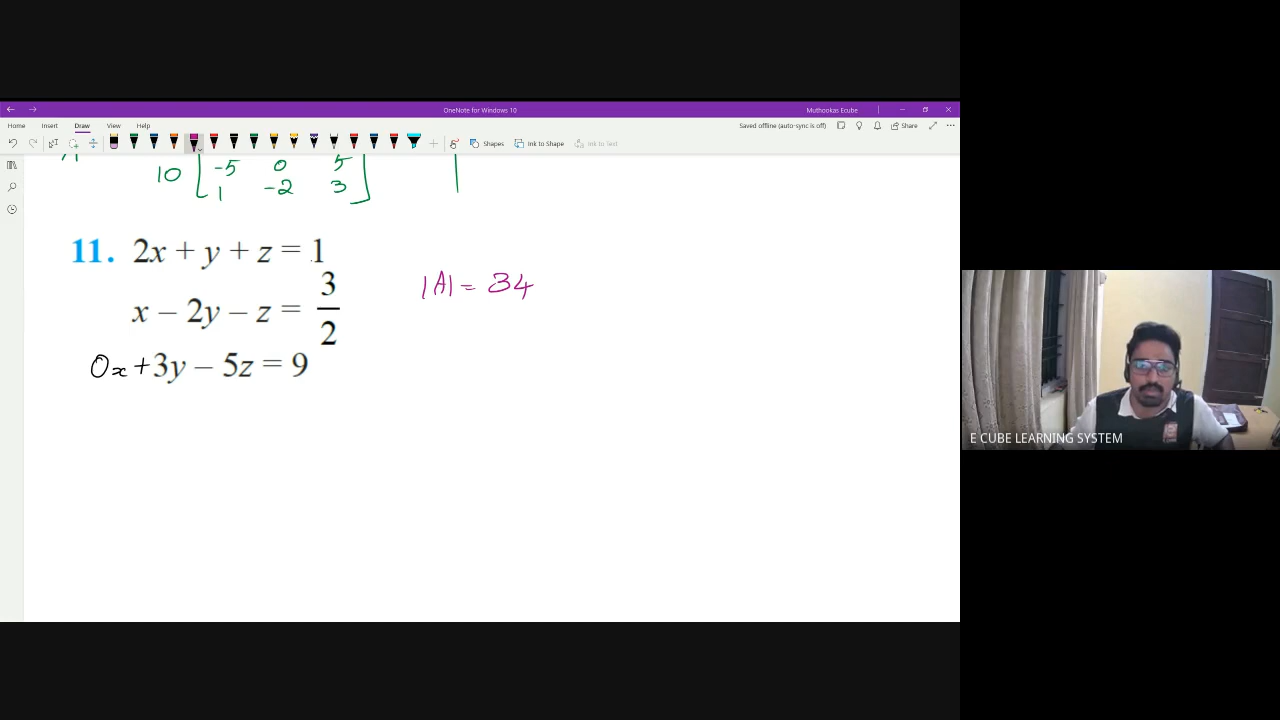 OneNote for Windows 10
Muthookas Ecube
Home Insert Draw View Help
Saved offline (auto-sync is off)
Share
Shapes
Ink to Shape
Ink to Text
10
-5 0 5
1 -2 3
11. 2x + y + z = 1
|A| = 34
x − 2y − z = 3/2
0x + 3y − 5z = 9
E CUBE LEARNING SYSTEM